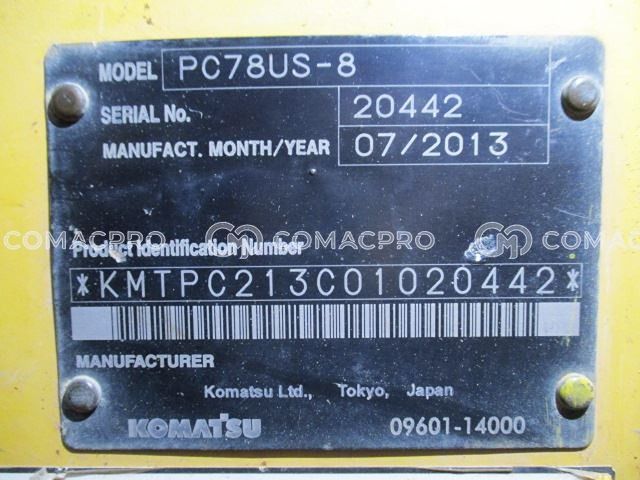 MODEL PC78US-8
SERIAL No. 20442
MANUFACT. MONTH/YEAR 07/2013
COMACPRO COMACPRO COMACPRO
Product Identification Number
*KMTPC213C01020442*
MANUFACTURER
Komatsu Ltd., Tokyo, Japan
KOMATSU 09601-14000